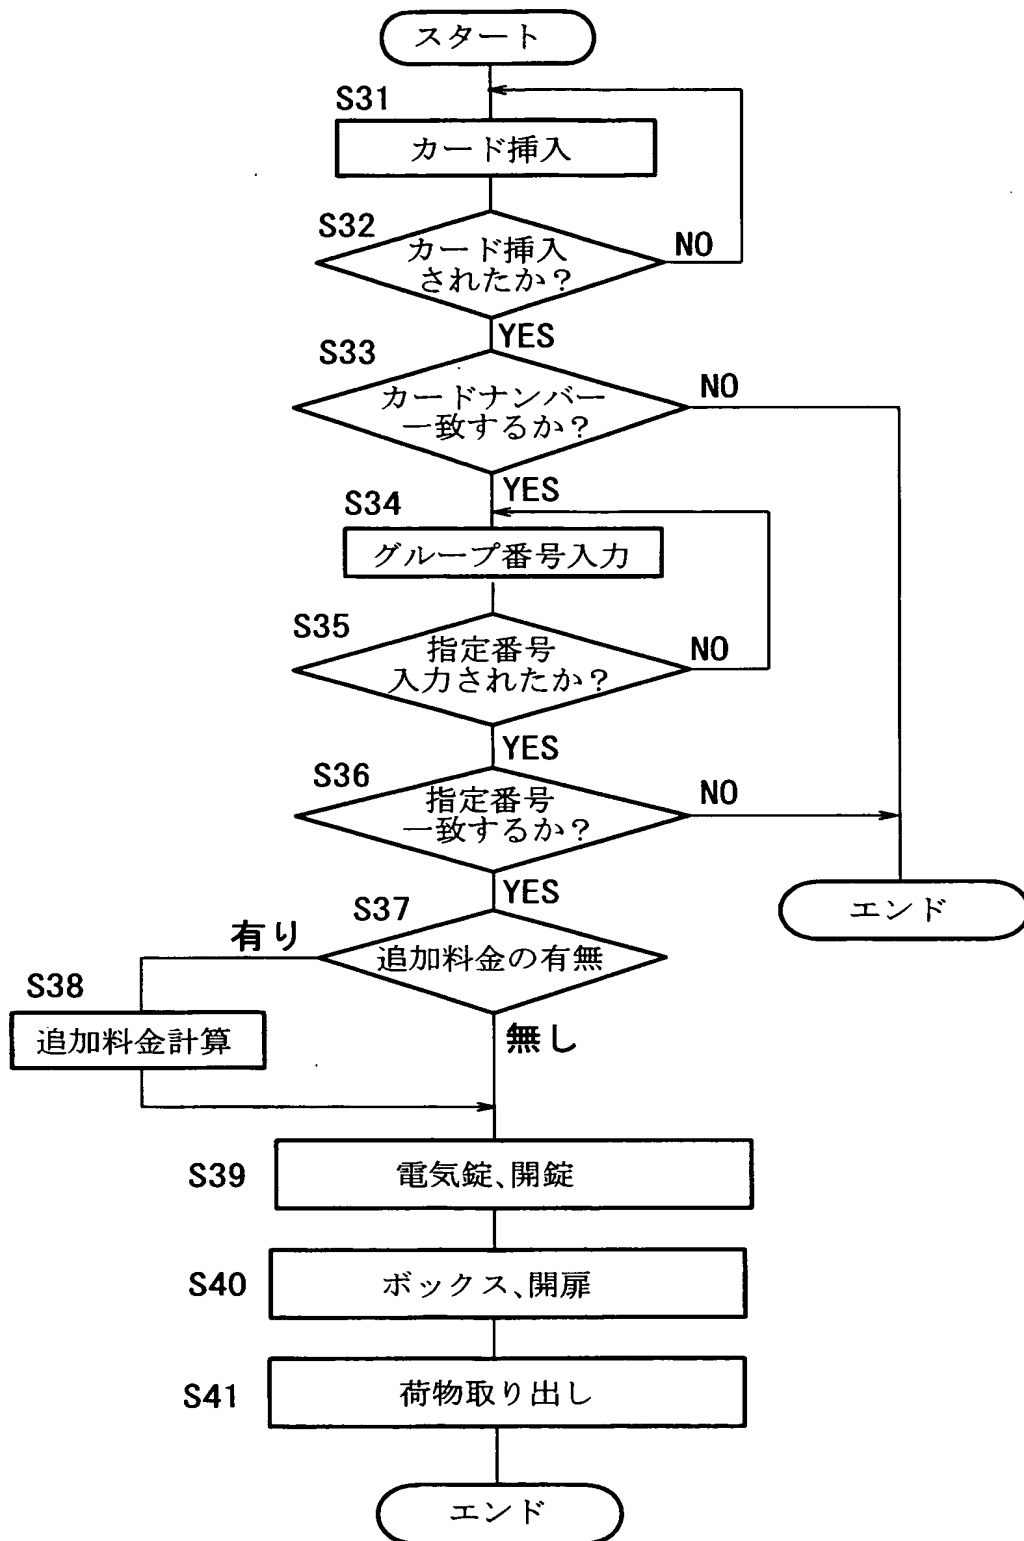 スタート
S31
カード挿入
S32
カード挿入
されたか?
NO
YES
S33
カードナンバー
一致するか?
NO
YES
S34
グループ番号入力
S35
指定番号
入力されたか?
NO
YES
S36
指定番号
一致するか?
NO
YES
エンド
S37
有り
追加料金の有無
S38
追加料金計算
無し
S39
電気錠、開錠
S40
ボックス、開扉
S41
荷物取り出し
エンド